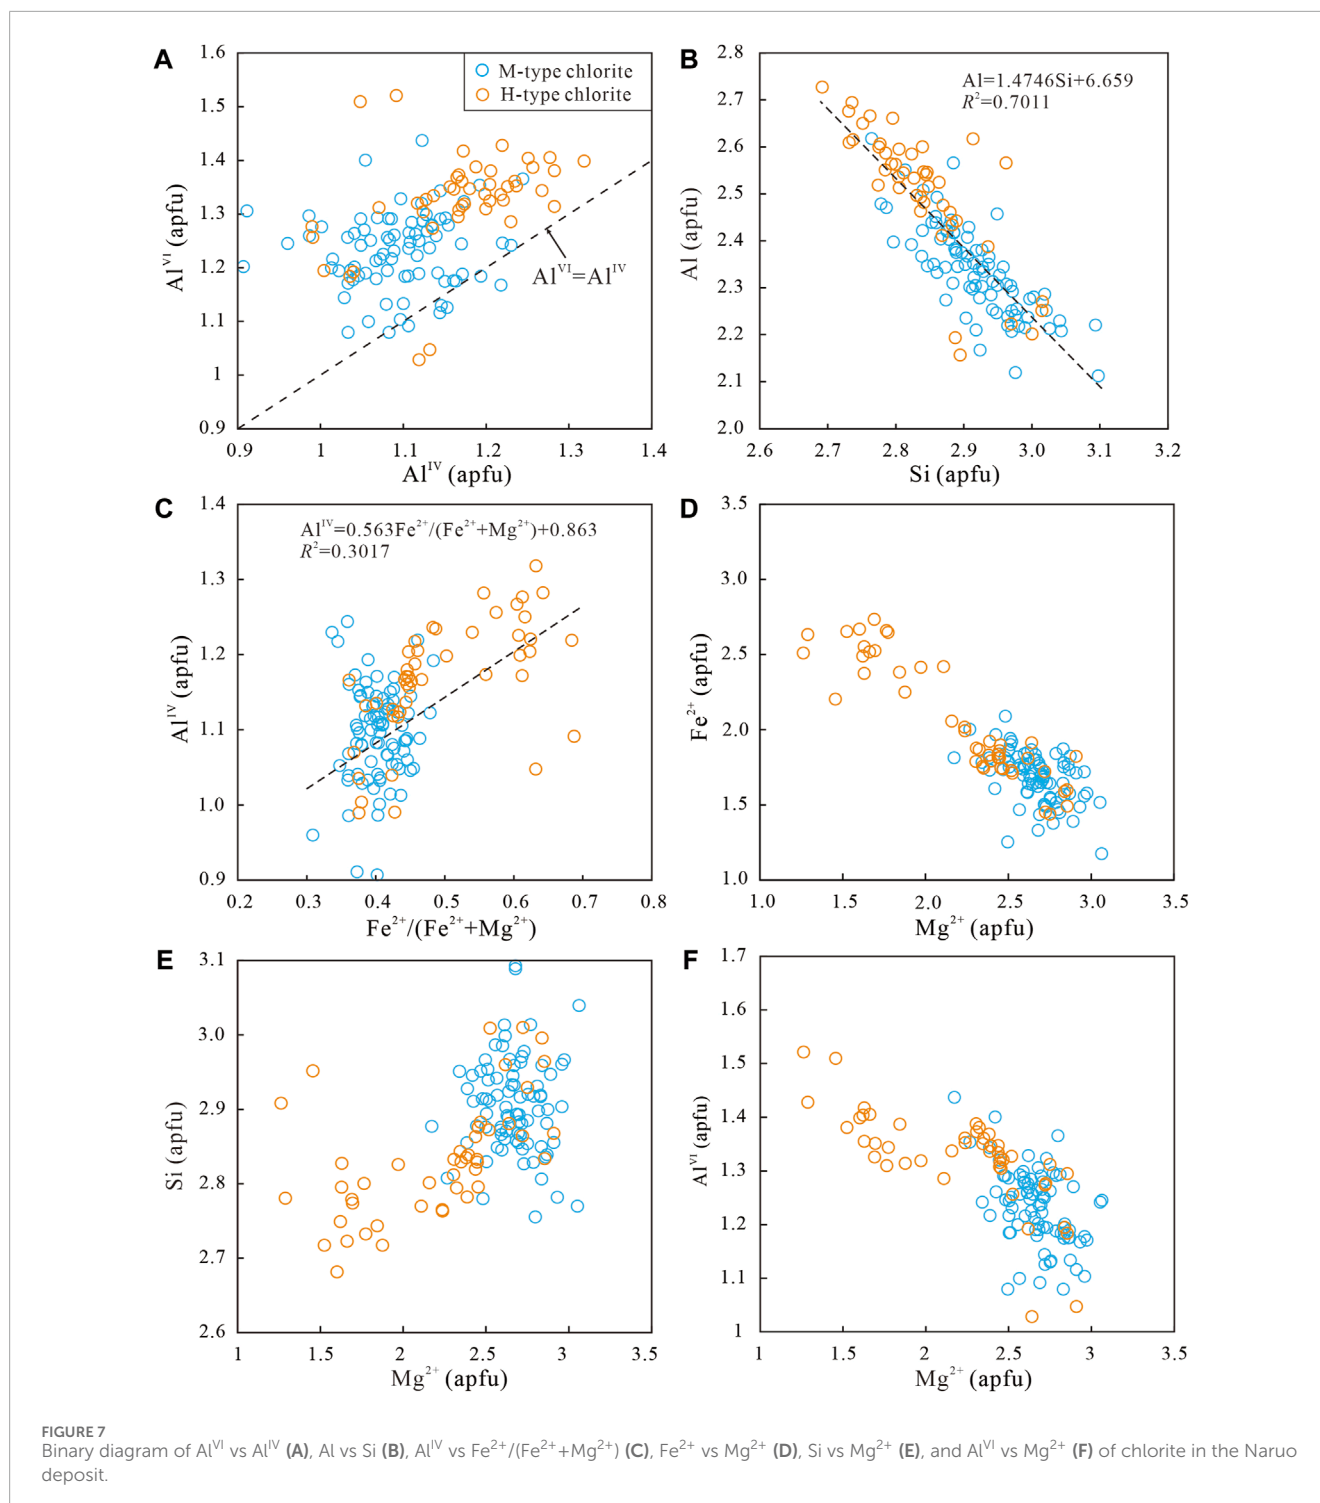 A
1.6
1.5
1.4
1.3
1.2
1.1
1
0.9
Al^VI (apfu)
M-type chlorite
H-type chlorite
Al^VI=Al^IV
0.9 1 1.1 1.2 1.3 1.4
Al^IV (apfu)
B
2.8
2.7
2.6
2.5
2.4
2.3
2.2
2.1
2.0
Al (apfu)
Al=1.4746Si+6.659
R²=0.7011
2.6 2.7 2.8 2.9 3.0 3.1 3.2
Si (apfu)
C
1.4
1.3
1.2
1.1
1.0
0.9
Al^IV (apfu)
Al^IV=0.563Fe²⁺/(Fe²⁺+Mg²⁺)+0.863
R²=0.3017
0.2 0.3 0.4 0.5 0.6 0.7 0.8
Fe²⁺/(Fe²⁺+Mg²⁺)
D
3.5
3.0
2.5
2.0
1.5
1.0
Fe²⁺ (apfu)
1.0 1.5 2.0 2.5 3.0 3.5
Mg²⁺ (apfu)
E
3.1
3.0
2.9
2.8
2.7
2.6
Si (apfu)
1 1.5 2 2.5 3 3.5
Mg²⁺ (apfu)
F
1.7
1.6
1.5
1.4
1.3
1.2
1.1
1
Al^VI (apfu)
1 1.5 2 2.5 3 3.5
Mg²⁺ (apfu)
FIGURE 7
Binary diagram of Al^VI vs Al^IV (A), Al vs Si (B), Al^IV vs Fe²⁺/(Fe²⁺+Mg²⁺) (C), Fe²⁺ vs Mg²⁺ (D), Si vs Mg²⁺ (E), and Al^VI vs Mg²⁺ (F) of chlorite in the Naruo
deposit.